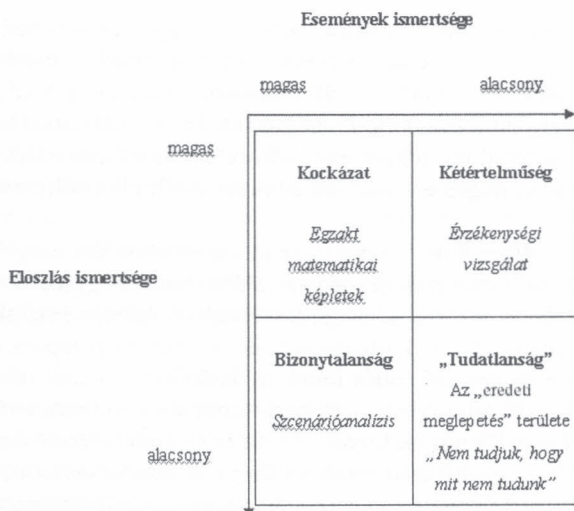 Események ismertsége
magas alacsony
magas
Kockázat
Egzakt
matematikai
képletek
Kétértelműség
Érzékenységi
vizsgálat
Eloszlás ismertsége
Bizonytalanság
Szcenárióanalízis
„Tudatlanság”
Az „eredeti
meglepetés” területe
„Nem tudjuk, hogy
mit nem tudunk”
alacsony